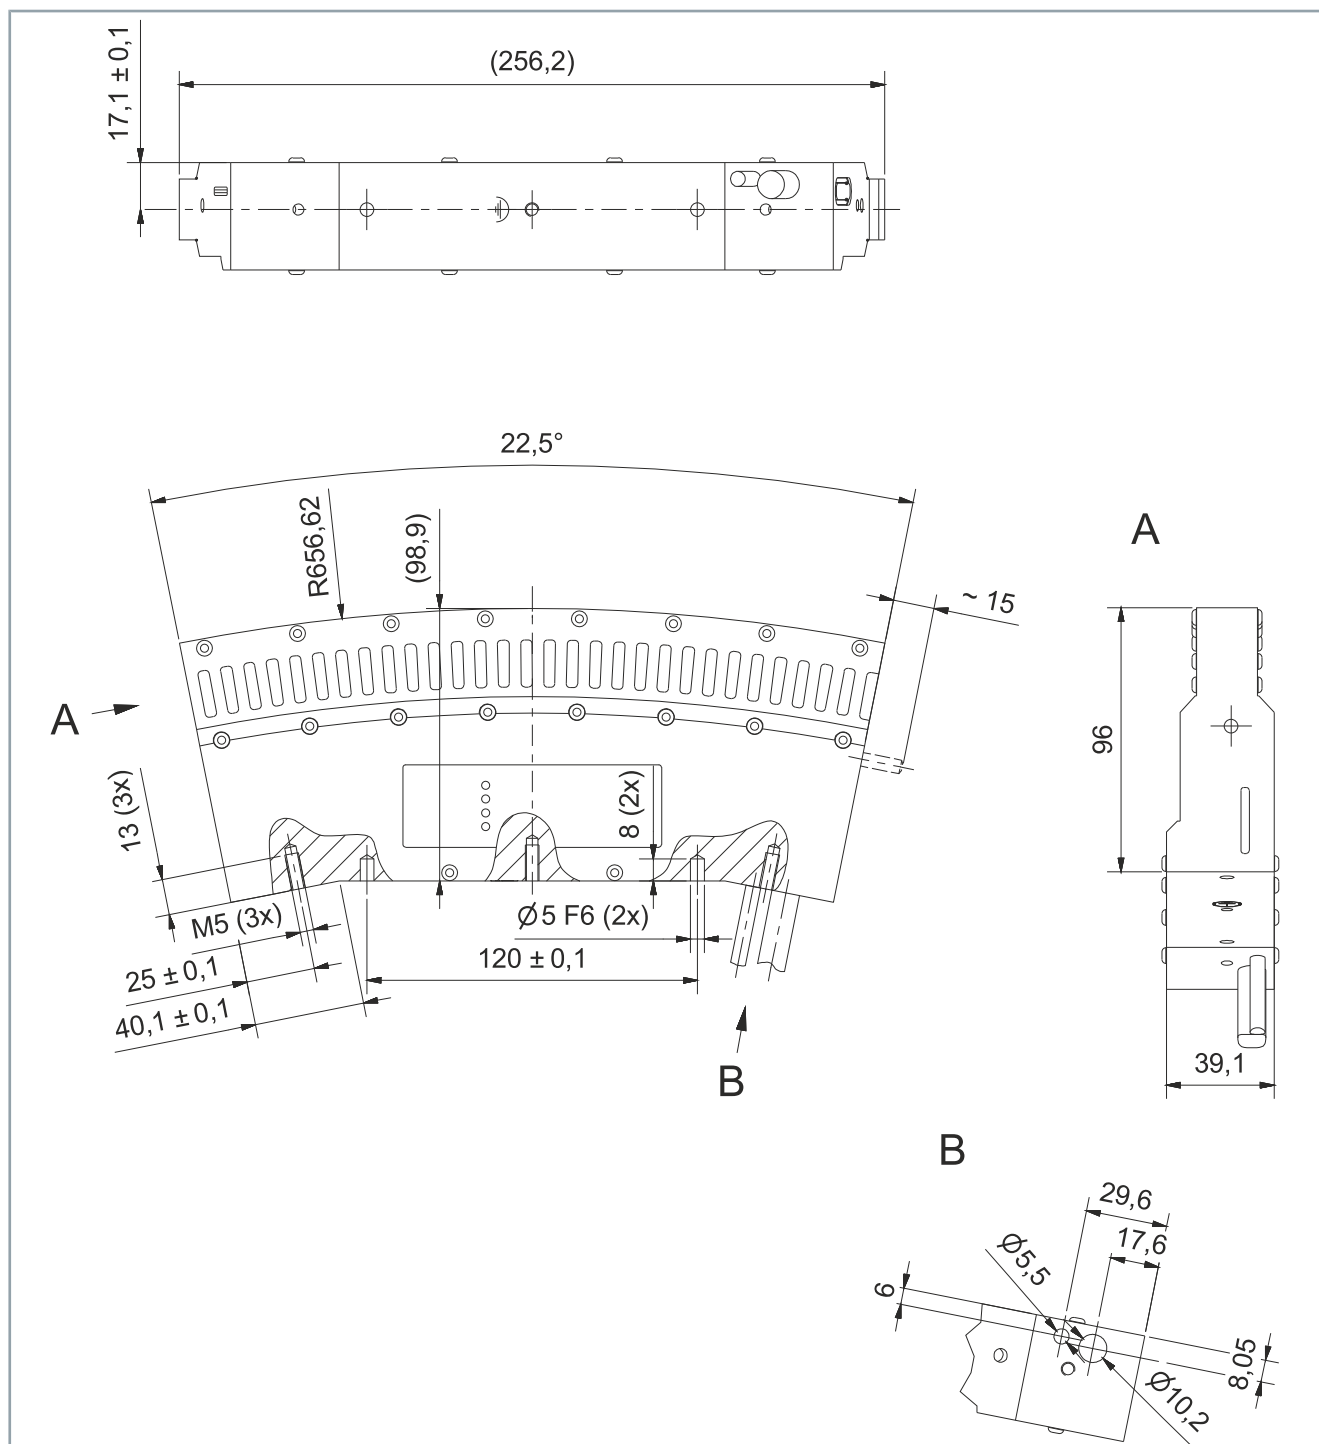 17,1 ± 0,1
(256,2)
22,5°
R656,62
(98,9)
~ 15
A
A
96
13 (3x)
8 (2x)
M5 (3x)
Ø5 F6 (2x)
25 ± 0,1
120 ± 0,1
40,1 ± 0,1
B
39,1
B
29,6
17,6
Ø5,5
6
8,05
Ø10,2